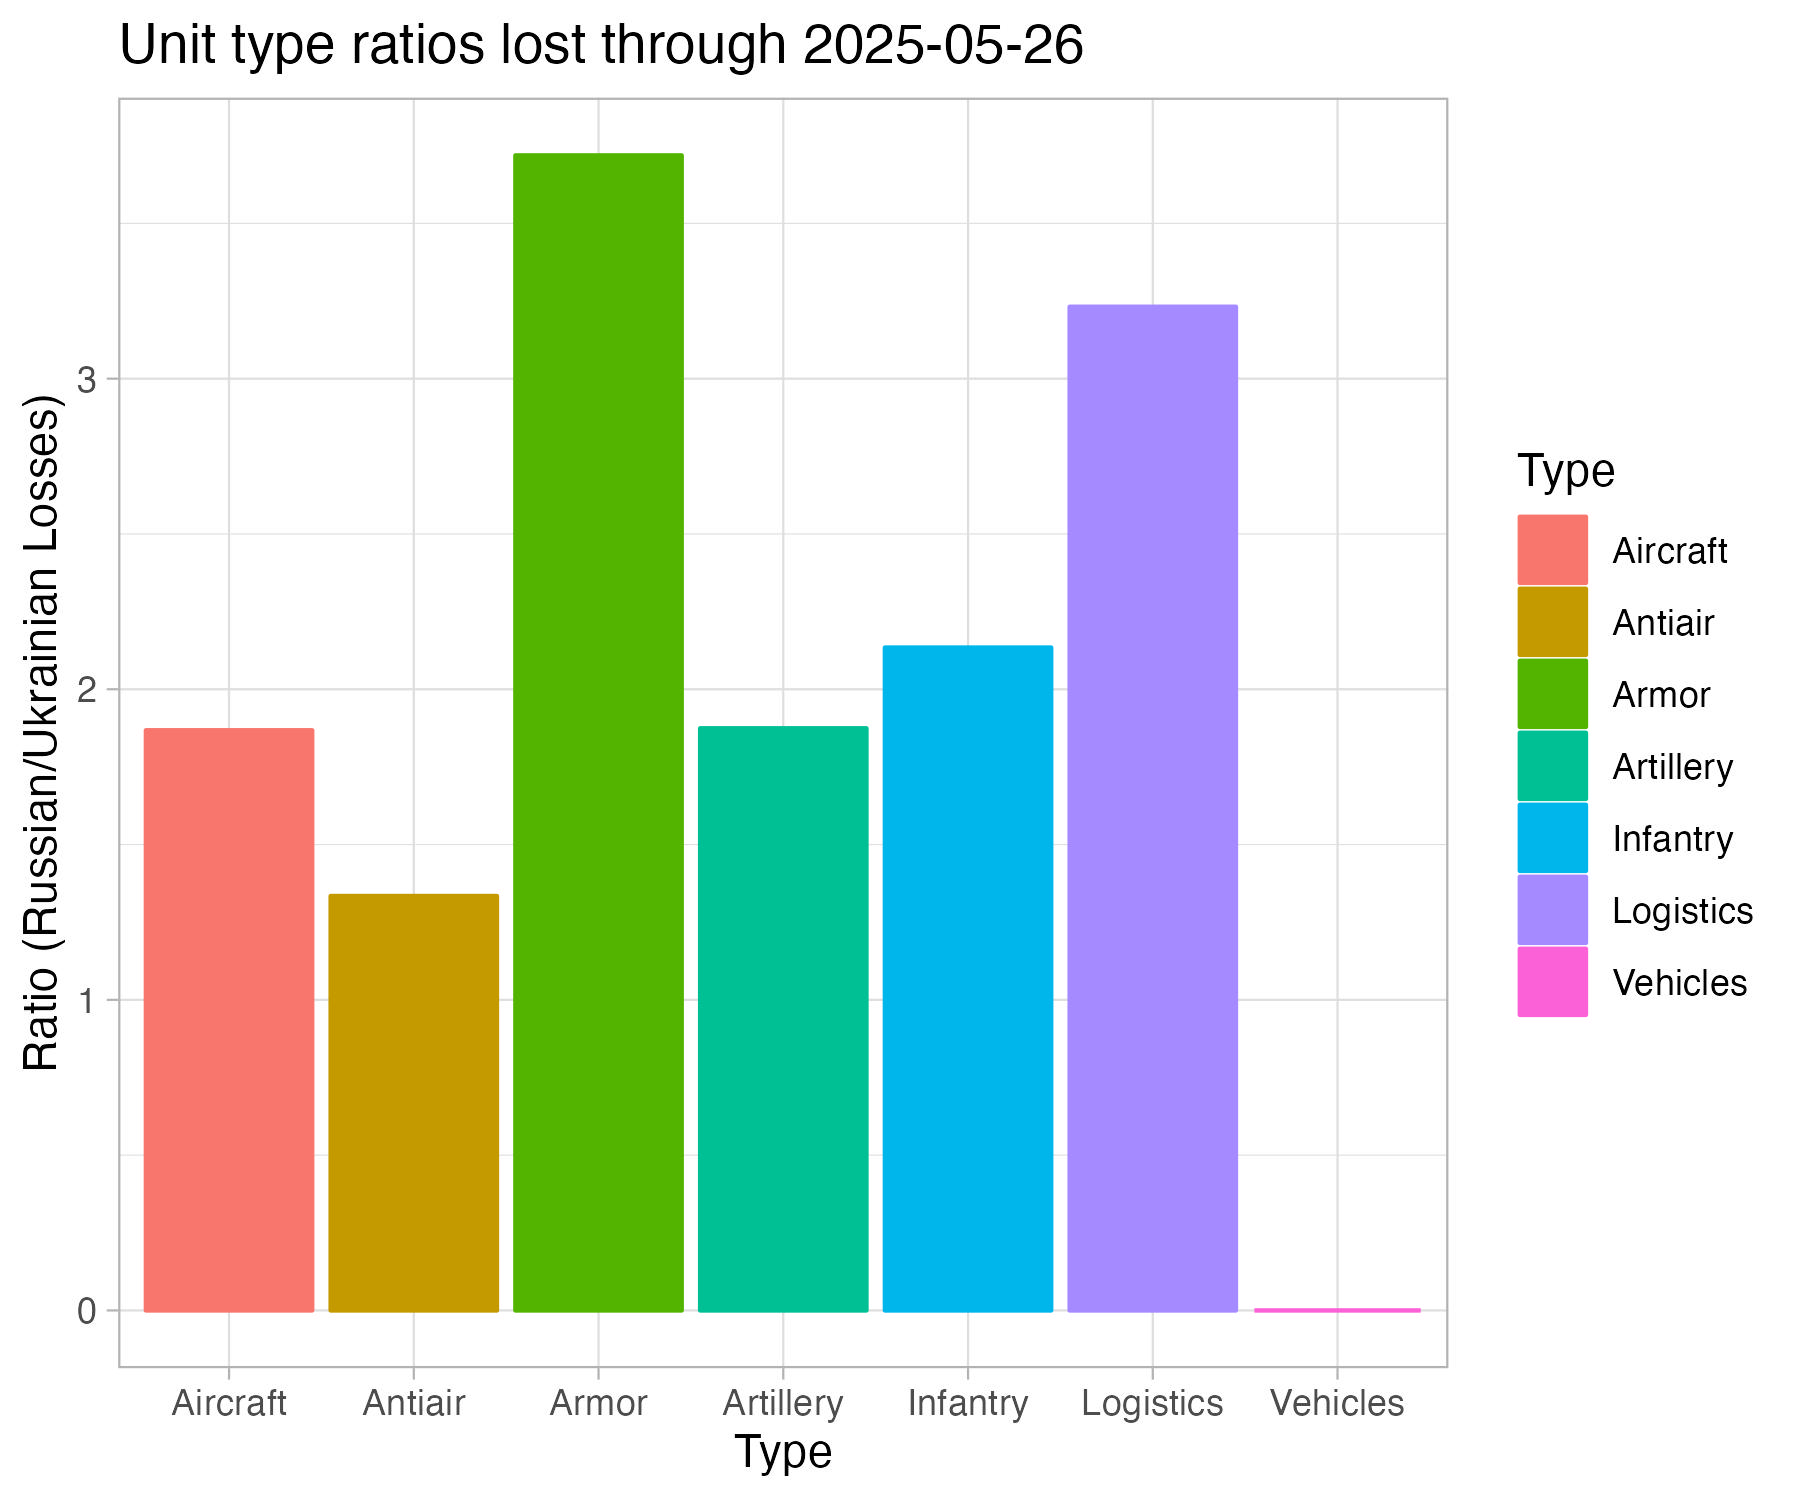 Unit type ratios lost through 2025-05-26
Ratio (Russian/Ukrainian Losses)
3
2
1
0
Aircraft
Antiair
Armor
Artillery
Infantry
Logistics
Vehicles
Type
Type
Aircraft
Antiair
Armor
Artillery
Infantry
Logistics
Vehicles